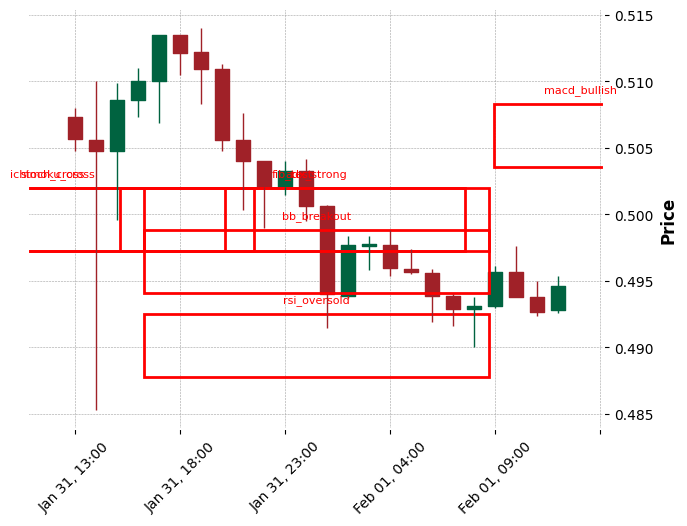 0.515
macd_bullish
0.510
0.505
stoch_cross
0.500
Price
bb_breakout
0.495
rsi_oversold
0.490
0.485
Jan 31, 13:00
Jan 31, 18:00
Jan 31, 23:00
Feb 01, 04:00
Feb 01, 09:00